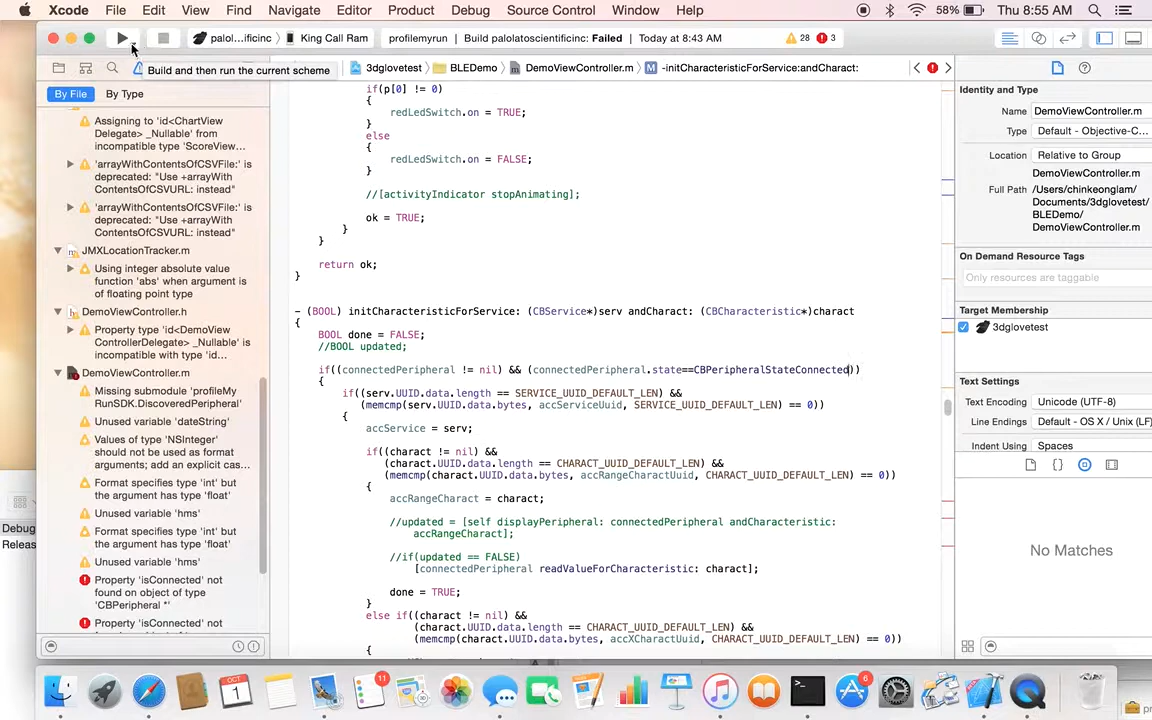 Xcode File Edit View Find Navigate Editor Product Debug Source Control Window Help 58% Thu 8:55 AM
palol...ificinc King Call Ram profilemyrun | Build palolatoscientificinc: Failed | Today at 8:43 AM 28 3
Build and then run the current scheme
3dglovetest BLEDemo DemoViewController.m M -initCharacteristicForService:andCharact:
By File By Type
Assigning to 'id<ChartView
Delegate> _Nullable' from
incompatible type 'ScoreView...
'arrayWithContentsOfCSVFile:' is
deprecated: "Use +arrayWith
ContentsOfCSVURL: instead"
'arrayWithContentsOfCSVFile:' is
deprecated: "Use +arrayWith
ContentsOfCSVURL: instead"
JMXLocationTracker.m
Using integer absolute value
function 'abs' when argument is
of floating point type
DemoViewController.h
Property type 'id<DemoView
ControllerDelegate> _Nullable' is
incompatible with type 'id...
DemoViewController.m
Missing submodule 'profileMy
RunSDK.DiscoveredPeripheral'
Unused variable 'dateString'
Values of type 'NSInteger'
should not be used as format
arguments; add an explicit cas...
Format specifies type 'int' but
the argument has type 'float'
Unused variable 'hms'
Format specifies type 'int' but
the argument has type 'float'
Unused variable 'hms'
Property 'isConnected' not
found on object of type
'CBPeripheral *'
Property 'isConnected' not
if(p[0] != 0)
{
redLedSwitch.on = TRUE;
}
else
{
redLedSwitch.on = FALSE;
}
//[activityIndicator stopAnimating];
ok = TRUE;
}
}
return ok;
}
- (BOOL) initCharacteristicForService: (CBService*)serv andCharact: (CBCharacteristic*)charact
{
BOOL done = FALSE;
//BOOL updated;
if((connectedPeripheral != nil) && (connectedPeripheral.state==CBPeripheralStateConnected))
{
if((serv.UUID.data.length == SERVICE_UUID_DEFAULT_LEN) &&
(memcmp(serv.UUID.data.bytes, accServiceUuid, SERVICE_UUID_DEFAULT_LEN) == 0))
{
accService = serv;
if((charact != nil) &&
(charact.UUID.data.length == CHARACT_UUID_DEFAULT_LEN) &&
(memcmp(charact.UUID.data.bytes, accRangeCharactUuid, CHARACT_UUID_DEFAULT_LEN) == 0))
{
accRangeCharact = charact;
//updated = [self displayPeripheral: connectedPeripheral andCharacteristic:
accRangeCharact];
//if(updated == FALSE)
[connectedPeripheral readValueForCharacteristic: charact];
done = TRUE;
}
else if((charact != nil) &&
(charact.UUID.data.length == CHARACT_UUID_DEFAULT_LEN) &&
(memcmp(charact.UUID.data.bytes, accXCharactUuid, CHARACT_UUID_DEFAULT_LEN) == 0))
{
Identity and Type
Name DemoViewController.m
Type Default - Objective-C...
Location Relative to Group
DemoViewController.m
Full Path /Users/chinkeonglam/
Documents/3dglovetest/
BLEDemo/
DemoViewController.m
On Demand Resource Tags
Only resources are taggable
Target Membership
3dglovetest
Text Settings
Text Encoding Unicode (UTF-8)
Line Endings Default - OS X / Unix (LF)
Indent Using Spaces
No Matches
Debug
Releas
OCT
1
11
6
pr